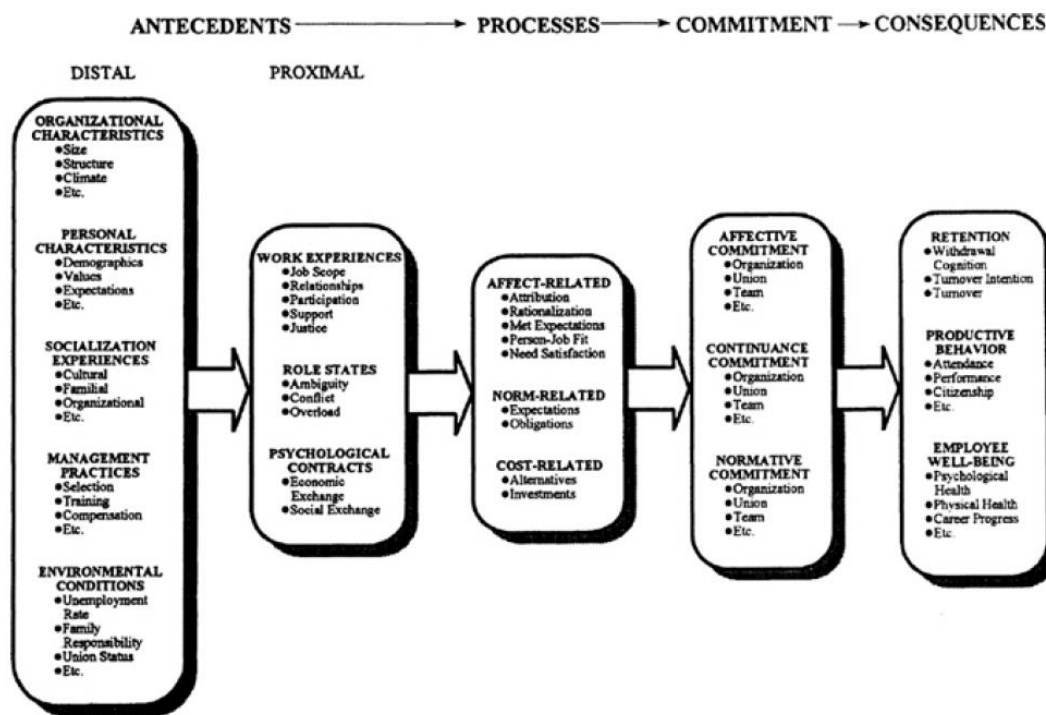 ANTECEDENTS PROCESSES COMMITMENT CONSEQUENCES
DISTAL PROXIMAL
ORGANIZATIONAL
CHARACTERISTICS
●Size
●Structure
●Climate
●Etc.
PERSONAL
CHARACTERISTICS
●Demographics
●Values
●Expectations
●Etc.
SOCIALIZATION
EXPERIENCES
●Cultural
●Familial
●Organizational
●Etc.
MANAGEMENT
PRACTICES
●Selection
●Training
●Compensation
●Etc.
ENVIRONMENTAL
CONDITIONS
●Unemployment
Rate
●Family
Responsibility
●Union Status
●Etc.
WORK EXPERIENCES
●Job Scope
●Relationships
●Participation
●Support
●Justice
ROLE STATES
●Ambiguity
●Conflict
●Overload
PSYCHOLOGICAL
CONTRACTS
●Economic
Exchange
●Social Exchange
AFFECT-RELATED
●Attribution
●Rationalization
●Met Expectations
●Person-Job Fit
●Need Satisfaction
NORM-RELATED
●Expectations
●Obligations
COST-RELATED
●Alternatives
●Investments
AFFECTIVE
COMMITMENT
●Organization
●Union
●Team
●Etc.
CONTINUANCE
COMMITMENT
●Organization
●Union
●Team
●Etc.
NORMATIVE
COMMITMENT
●Organization
●Union
●Team
●Etc.
RETENTION
●Withdrawal
Cognition
●Turnover Intention
●Turnover
PRODUCTIVE
BEHAVIOR
●Attendance
●Performance
●Citizenship
●Etc.
EMPLOYEE
WELL-BEING
●Psychological
Health
●Physical Health
●Career Progress
●Etc.